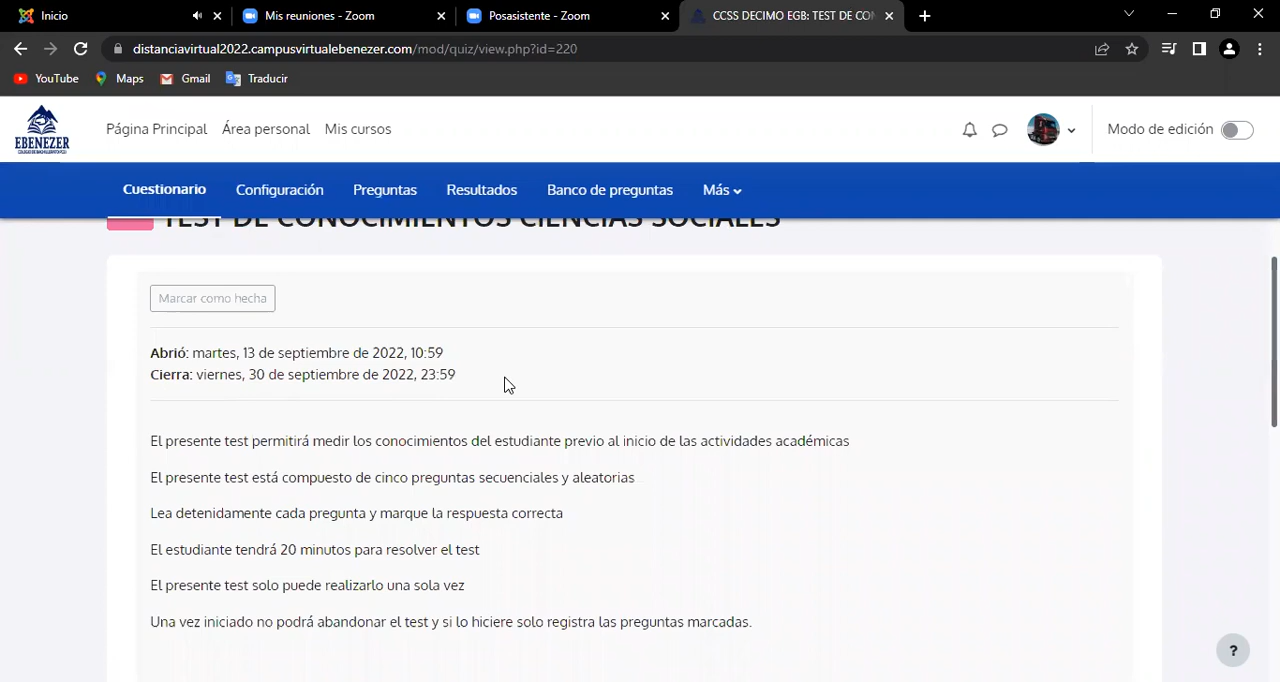 Inicio
Mis reuniones - Zoom
Posasistente - Zoom
CCSS DECIMO EGB: TEST DE CON
distanciavirtual2022.campusvirtualebenezer.com/mod/quiz/view.php?id=220
YouTube
Maps
Gmail
Traducir
EBENEZER
Página Principal
Área personal
Mis cursos
Modo de edición
Cuestionario
Configuración
Preguntas
Resultados
Banco de preguntas
Más
TEST DE CONOCIMIENTOS CIENCIAS SOCIALES
Marcar como hecha
Abrió: martes, 13 de septiembre de 2022, 10:59
Cierra: viernes, 30 de septiembre de 2022, 23:59
El presente test permitirá medir los conocimientos del estudiante previo al inicio de las actividades académicas
El presente test está compuesto de cinco preguntas secuenciales y aleatorias
Lea detenidamente cada pregunta y marque la respuesta correcta
El estudiante tendrá 20 minutos para resolver el test
El presente test solo puede realizarlo una sola vez
Una vez iniciado no podrá abandonar el test y si lo hiciere solo registra las preguntas marcadas.
?